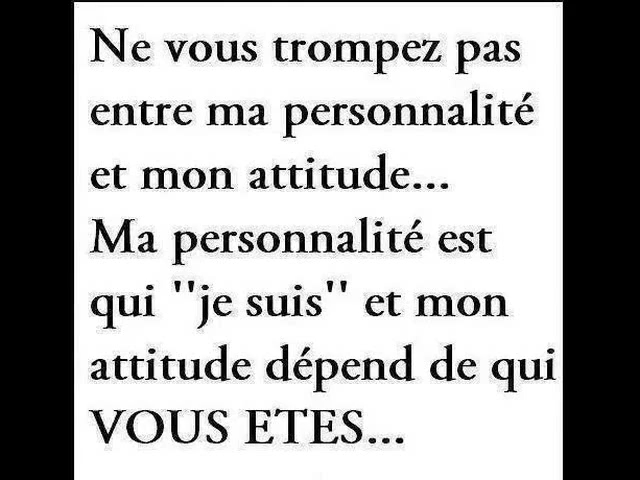 Ne vous trompez pas
entre ma personnalité
et mon attitude...
Ma personnalité est
qui "je suis" et mon
attitude dépend de qui
VOUS ETES...